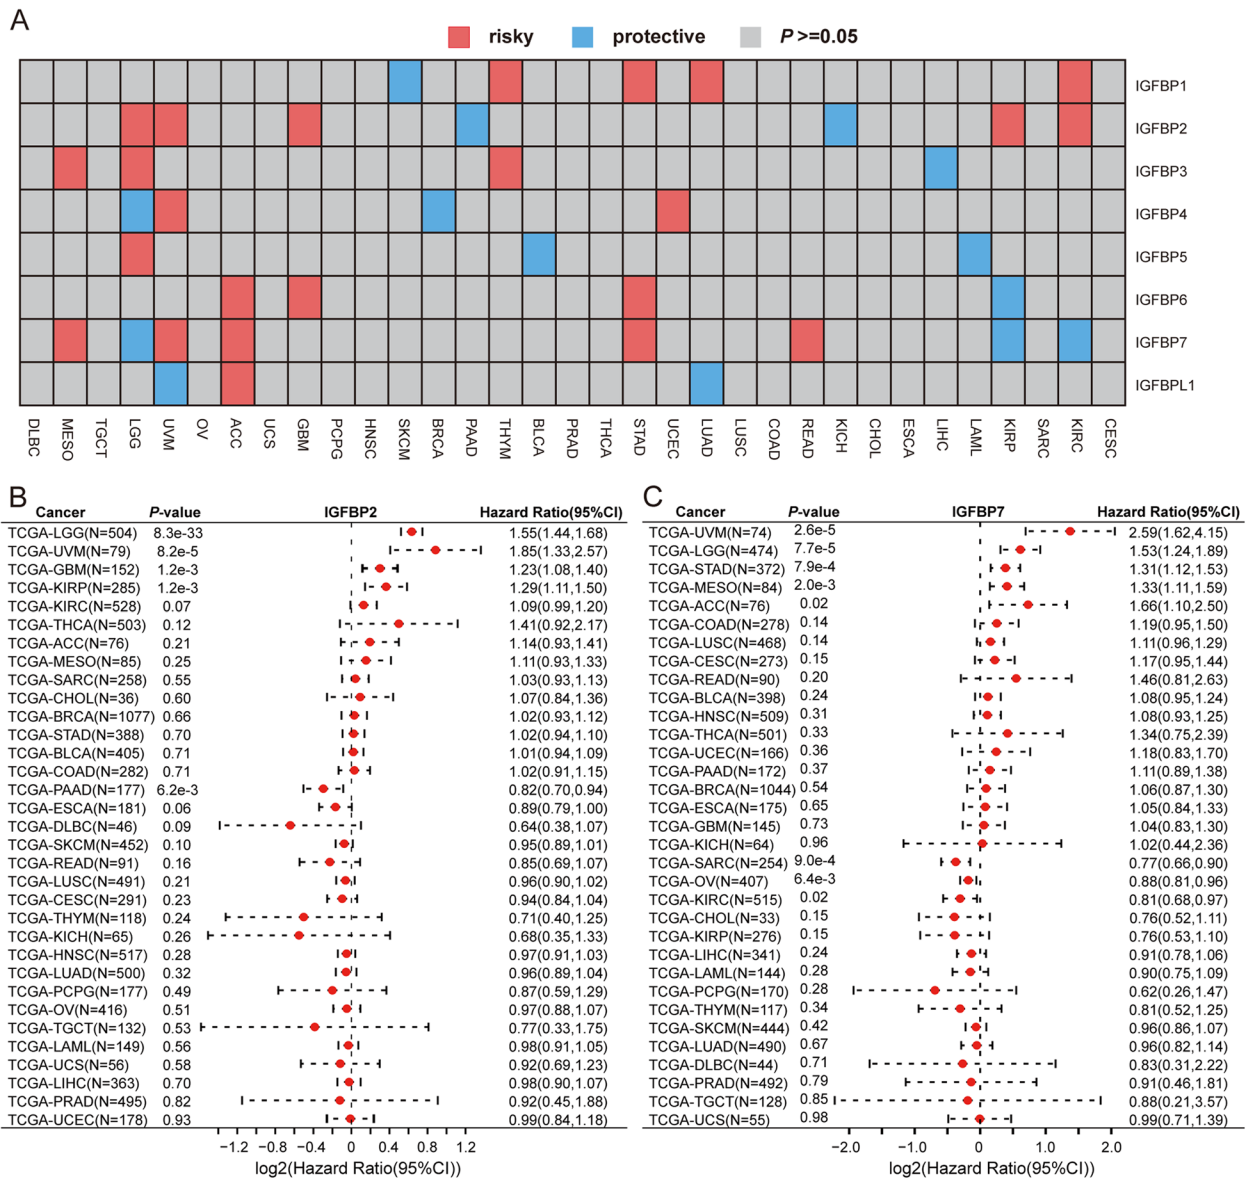 A
risky protective P >=0.05
IGFBP1
IGFBP2
IGFBP3
IGFBP4
IGFBP5
IGFBP6
IGFBP7
IGFBPL1
DLBC MESO TGCT LGG UVM OV ACC UCS GBM PCPG HNSC SKCM BRCA PAAD THYM BLCA PRAD THCA STAD UCEC LUAD LUSC COAD READ KICH CHOL ESCA LIHC LAML KIRP SARC KIRC CESC
B
Cancer P-value IGFBP2 Hazard Ratio(95%CI)
TCGA-LGG(N=504) 8.3e-33 1.55(1.44,1.68)
TCGA-UVM(N=79) 8.2e-5 1.85(1.33,2.57)
TCGA-GBM(N=152) 1.2e-3 1.23(1.08,1.40)
TCGA-KIRP(N=285) 1.2e-3 1.29(1.11,1.50)
TCGA-KIRC(N=528) 0.07 1.09(0.99,1.20)
TCGA-THCA(N=503) 0.12 1.41(0.92,2.17)
TCGA-ACC(N=76) 0.21 1.14(0.93,1.41)
TCGA-MESO(N=85) 0.25 1.11(0.93,1.33)
TCGA-SARC(N=258) 0.55 1.03(0.93,1.13)
TCGA-CHOL(N=36) 0.60 1.07(0.84,1.36)
TCGA-BRCA(N=1077) 0.66 1.02(0.93,1.12)
TCGA-STAD(N=388) 0.70 1.02(0.94,1.10)
TCGA-BLCA(N=405) 0.71 1.01(0.94,1.09)
TCGA-COAD(N=282) 0.71 1.02(0.91,1.15)
TCGA-PAAD(N=177) 6.2e-3 0.82(0.70,0.94)
TCGA-ESCA(N=181) 0.06 0.89(0.79,1.00)
TCGA-DLBC(N=46) 0.09 0.64(0.38,1.07)
TCGA-SKCM(N=452) 0.10 0.95(0.89,1.01)
TCGA-READ(N=91) 0.16 0.85(0.69,1.07)
TCGA-LUSC(N=491) 0.21 0.96(0.90,1.02)
TCGA-CESC(N=291) 0.23 0.94(0.84,1.04)
TCGA-THYM(N=118) 0.24 0.71(0.40,1.25)
TCGA-KICH(N=65) 0.26 0.68(0.35,1.33)
TCGA-HNSC(N=517) 0.28 0.97(0.91,1.03)
TCGA-LUAD(N=500) 0.32 0.96(0.89,1.04)
TCGA-PCPG(N=177) 0.49 0.87(0.59,1.29)
TCGA-OV(N=416) 0.51 0.97(0.88,1.07)
TCGA-TGCT(N=132) 0.53 0.77(0.33,1.75)
TCGA-LAML(N=149) 0.56 0.98(0.91,1.05)
TCGA-UCS(N=56) 0.58 0.92(0.69,1.23)
TCGA-LIHC(N=363) 0.70 0.98(0.90,1.07)
TCGA-PRAD(N=495) 0.82 0.92(0.45,1.88)
TCGA-UCEC(N=178) 0.93 0.99(0.84,1.18)
−1.2 −0.8 −0.4 0 0.4 0.8 1.2
log2(Hazard Ratio(95%CI))
C
Cancer P-value IGFBP7 Hazard Ratio(95%CI)
TCGA-UVM(N=74) 2.6e-5 2.59(1.62,4.15)
TCGA-LGG(N=474) 7.7e-5 1.53(1.24,1.89)
TCGA-STAD(N=372) 7.9e-4 1.31(1.12,1.53)
TCGA-MESO(N=84) 2.0e-3 1.33(1.11,1.59)
TCGA-ACC(N=76) 0.02 1.66(1.10,2.50)
TCGA-COAD(N=278) 0.14 1.19(0.95,1.50)
TCGA-LUSC(N=468) 0.14 1.11(0.96,1.29)
TCGA-CESC(N=273) 0.15 1.17(0.95,1.44)
TCGA-READ(N=90) 0.20 1.46(0.81,2.63)
TCGA-BLCA(N=398) 0.24 1.08(0.95,1.24)
TCGA-HNSC(N=509) 0.31 1.08(0.93,1.25)
TCGA-THCA(N=501) 0.33 1.34(0.75,2.39)
TCGA-UCEC(N=166) 0.36 1.18(0.83,1.70)
TCGA-PAAD(N=172) 0.37 1.11(0.89,1.38)
TCGA-BRCA(N=1044) 0.54 1.06(0.87,1.30)
TCGA-ESCA(N=175) 0.65 1.05(0.84,1.33)
TCGA-GBM(N=145) 0.73 1.04(0.83,1.30)
TCGA-KICH(N=64) 0.96 1.02(0.44,2.36)
TCGA-SARC(N=254) 9.0e-4 0.77(0.66,0.90)
TCGA-OV(N=407) 6.4e-3 0.88(0.81,0.96)
TCGA-KIRC(N=515) 0.02 0.81(0.68,0.97)
TCGA-CHOL(N=33) 0.15 0.76(0.52,1.11)
TCGA-KIRP(N=276) 0.15 0.76(0.53,1.10)
TCGA-LIHC(N=341) 0.24 0.91(0.78,1.06)
TCGA-LAML(N=144) 0.28 0.90(0.75,1.09)
TCGA-PCPG(N=170) 0.28 0.62(0.26,1.47)
TCGA-THYM(N=117) 0.34 0.81(0.52,1.25)
TCGA-SKCM(N=444) 0.42 0.96(0.86,1.07)
TCGA-LUAD(N=490) 0.67 0.96(0.82,1.14)
TCGA-DLBC(N=44) 0.71 0.83(0.31,2.22)
TCGA-PRAD(N=492) 0.79 0.91(0.46,1.81)
TCGA-TGCT(N=128) 0.85 0.88(0.21,3.57)
TCGA-UCS(N=55) 0.98 0.99(0.71,1.39)
−2.0 −1.0 0 1.0 2.0
log2(Hazard Ratio(95%CI))